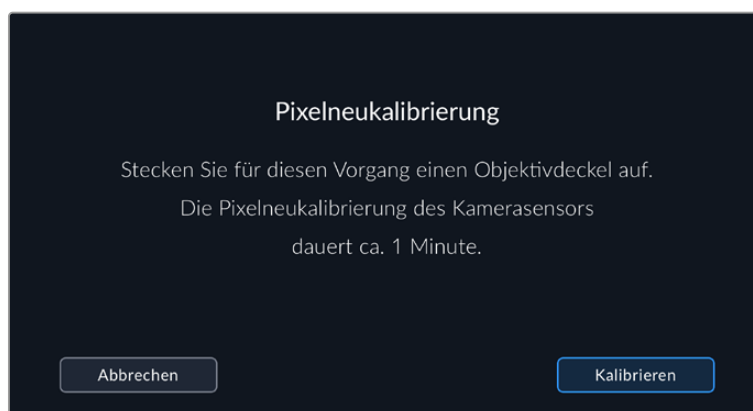 Pixelneukalibrierung
Stecken Sie für diesen Vorgang einen Objektivdeckel auf.
Die Pixelneukalibrierung des Kamerasensors
dauert ca. 1 Minute.
Abbrechen
Kalibrieren